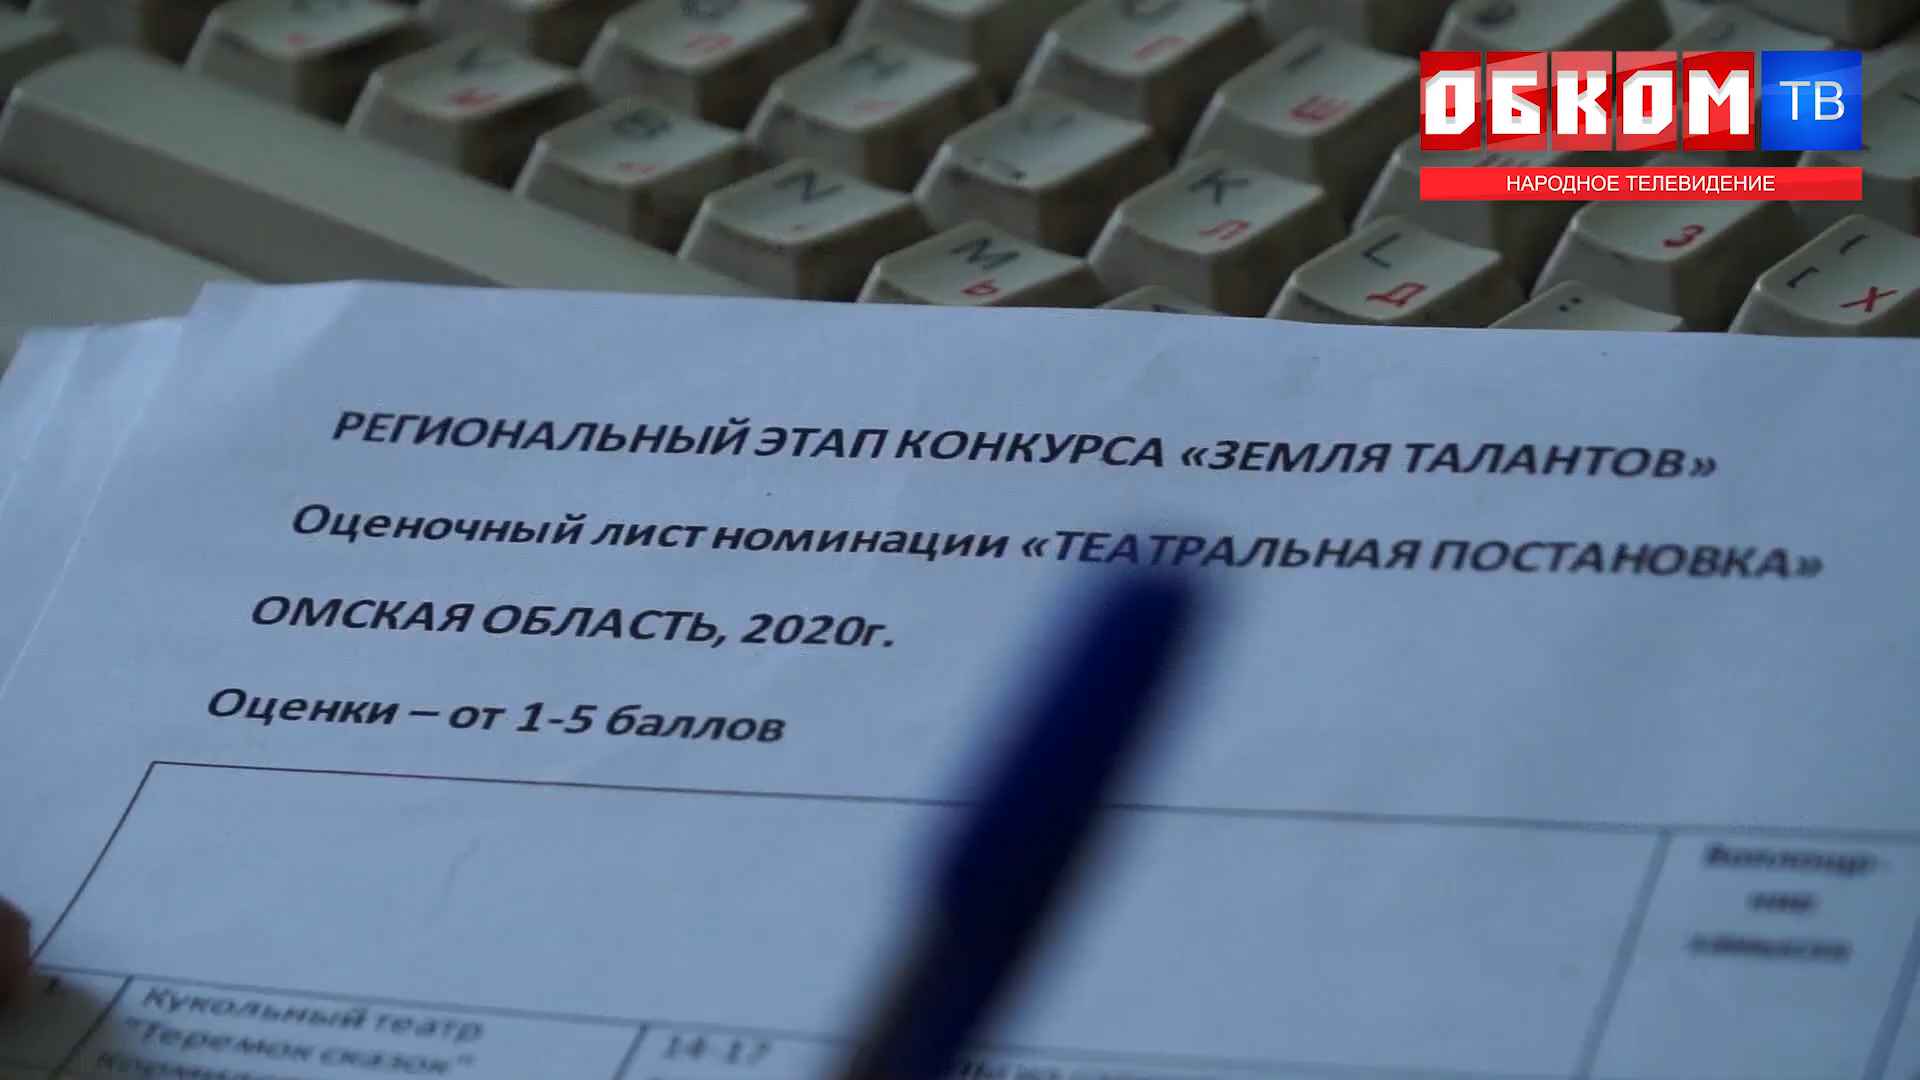 ОБКОМ ТВ
НАРОДНОЕ ТЕЛЕВИДЕНИЕ
РЕГИОНАЛЬНЫЙ ЭТАП КОНКУРСА «ЗЕМЛЯ ТАЛАНТОВ»
Оценочный лист номинации «ТЕАТРАЛЬНАЯ ПОСТАНОВКА»
ОМСКАЯ ОБЛАСТЬ, 2020г.
Оценки – от 1-5 баллов
Кукольный театр
"Теремок сказок"
14-17